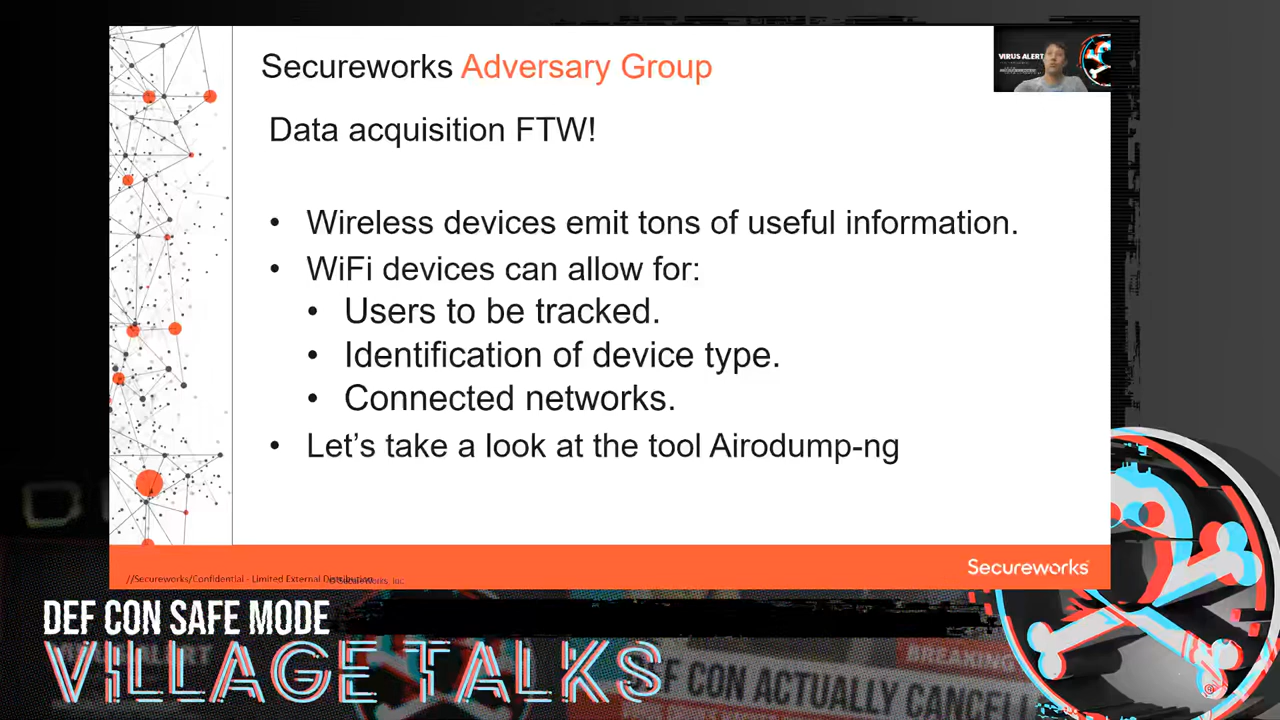 Secureworks Adversary Group
VIRUS ALERT
Data acquisition FTW!
• Wireless devices emit tons of useful information.
• WiFi devices can allow for:
• Users to be tracked.
• Identification of device type.
• Connected networks.
• Let’s take a look at the tool Airodump-ng
//Secureworks/Confidential - Limited External Distribution
Secureworks
DEF CON SAFE MODE
VILLAGE TALKS
DEF CON ACTUALLY